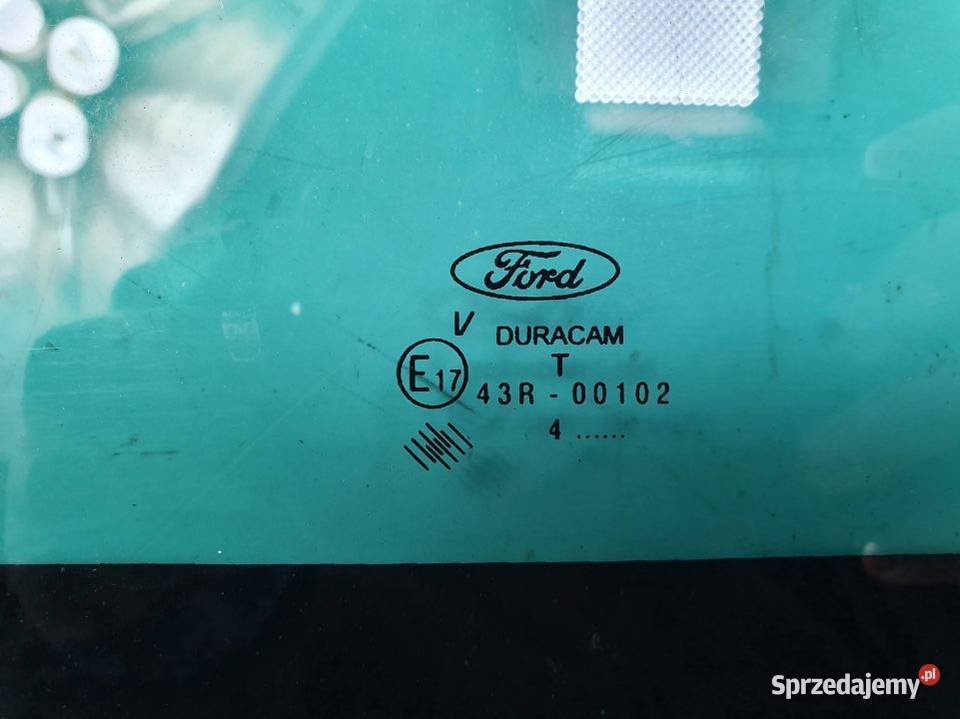 Ford
V DURACAM
T
E17 43R - 00102
4 ......
Sprzedajemy.pl